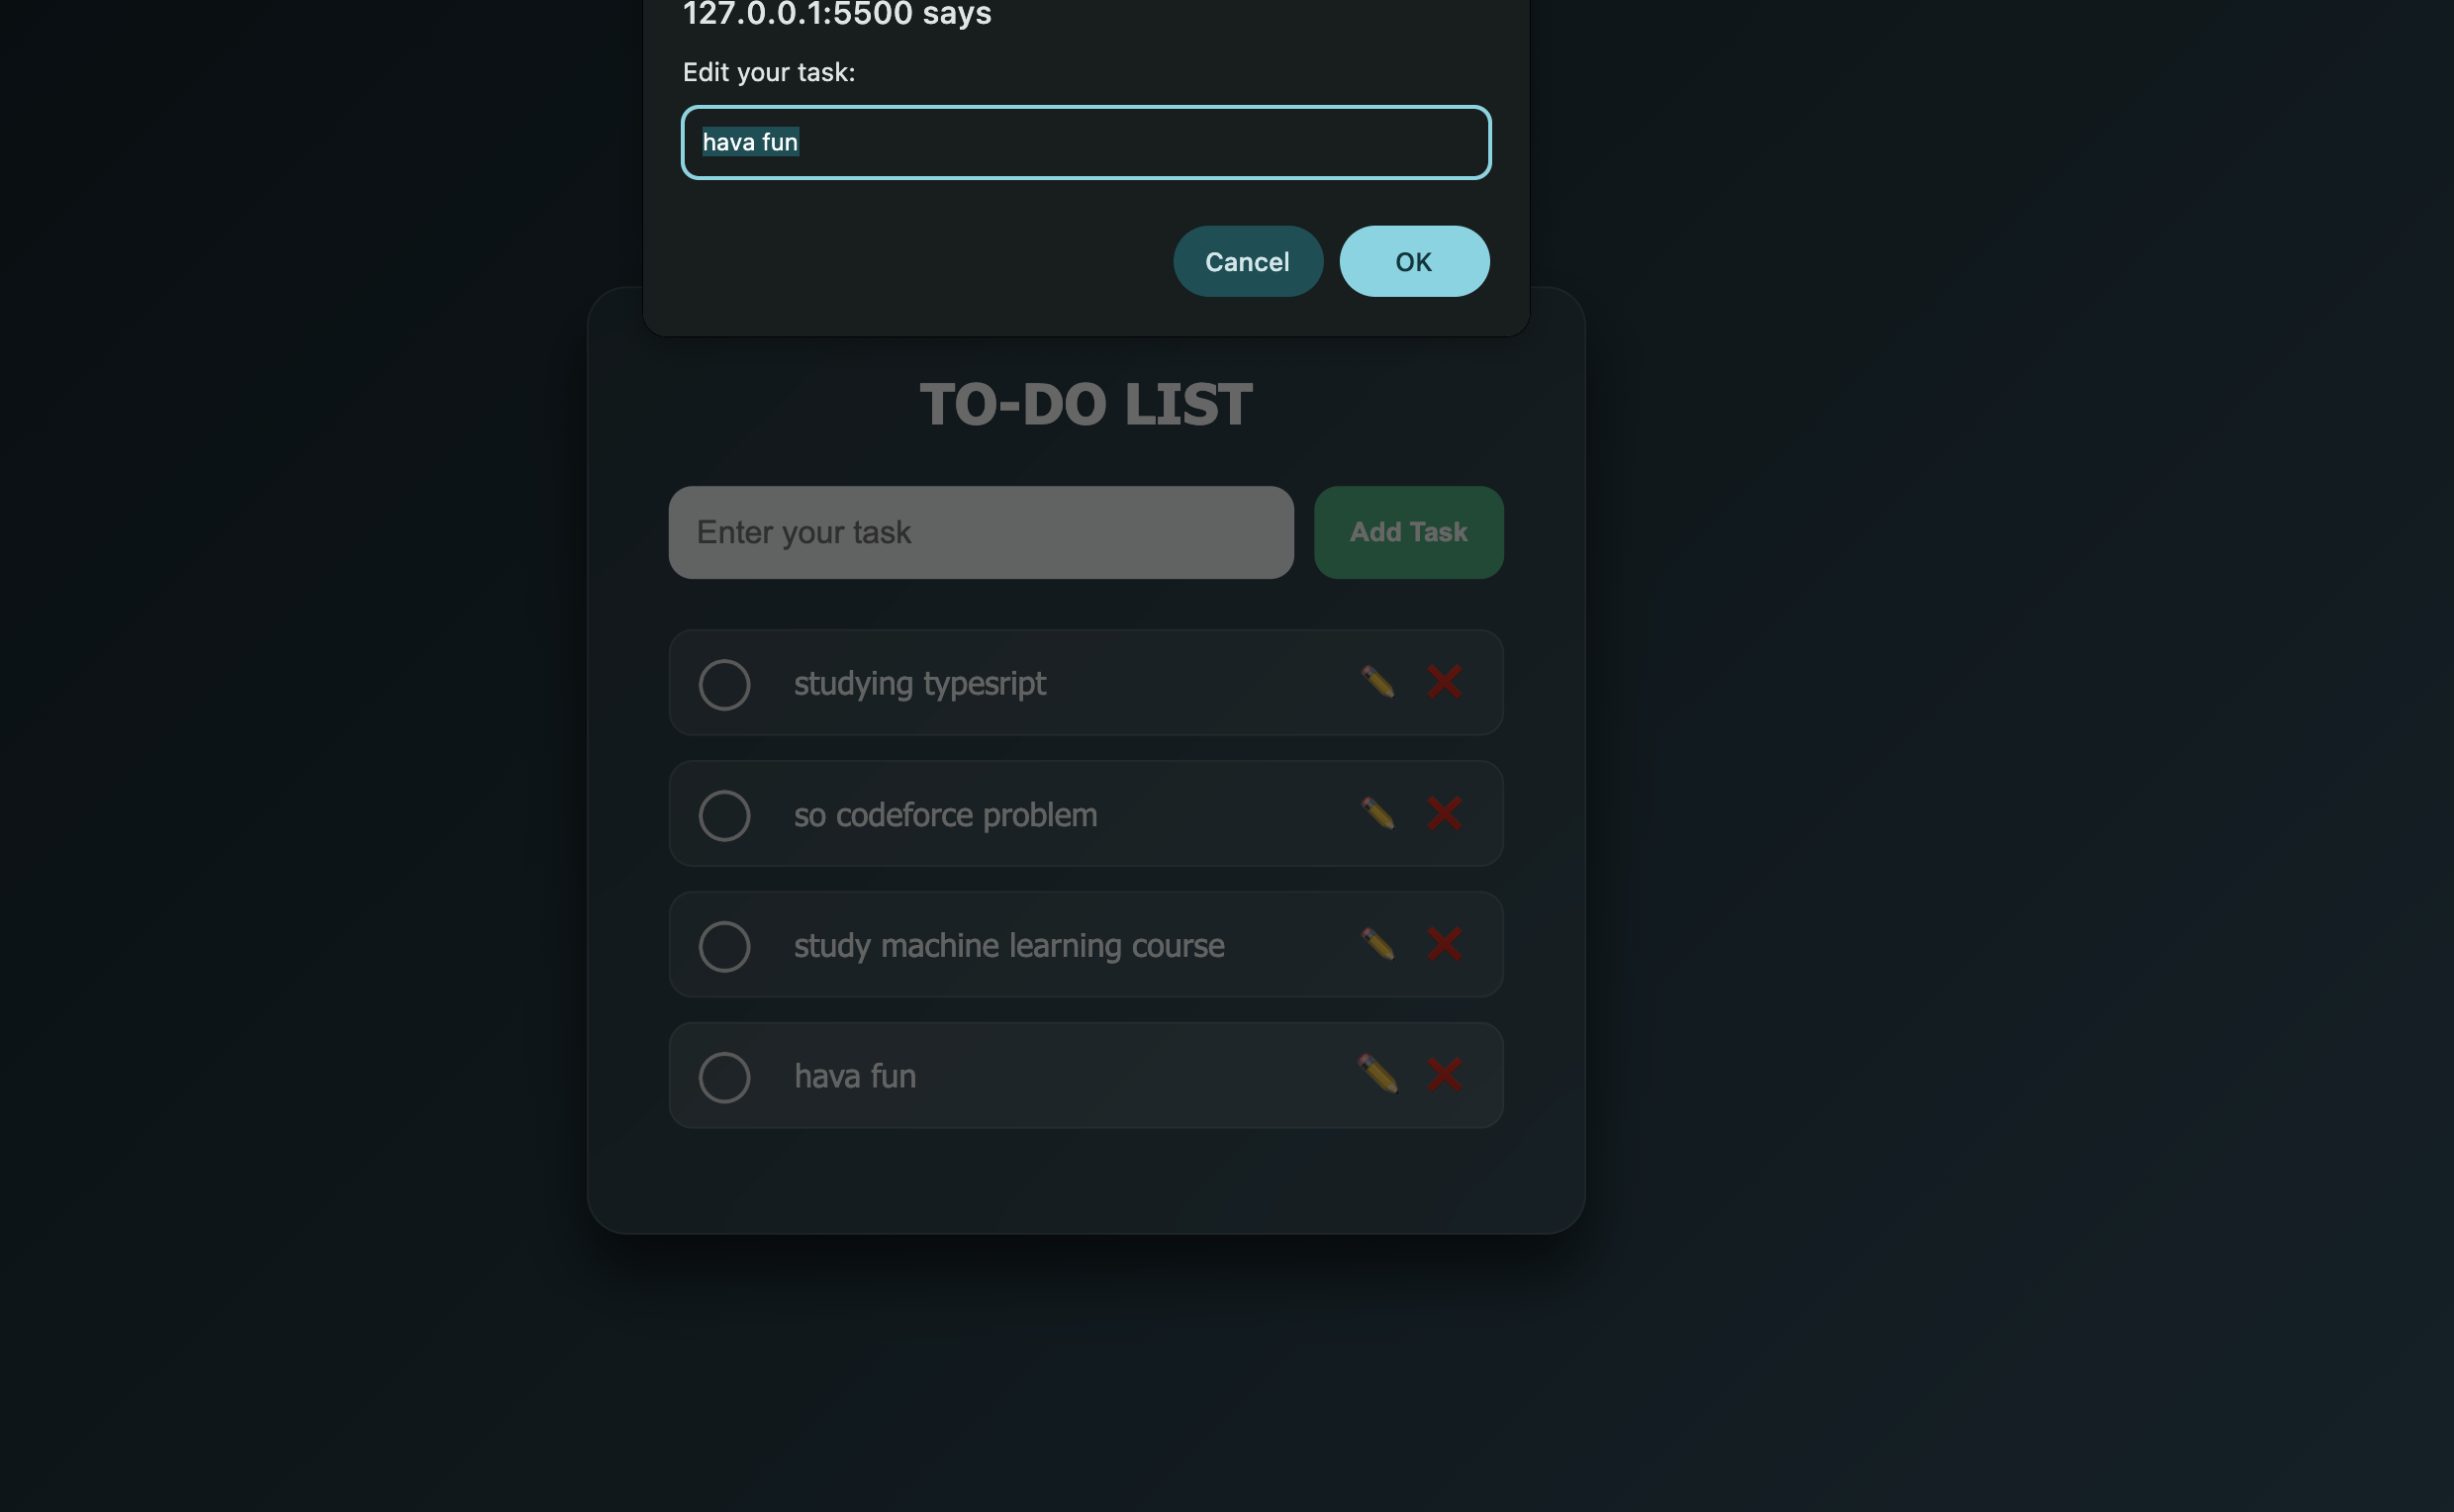 127.0.0.1:5500 says
Edit your task:
hava fun
Cancel OK
TO-DO LIST
Enter your task Add Task
studying typesript
so codeforce problem
study machine learning course
hava fun